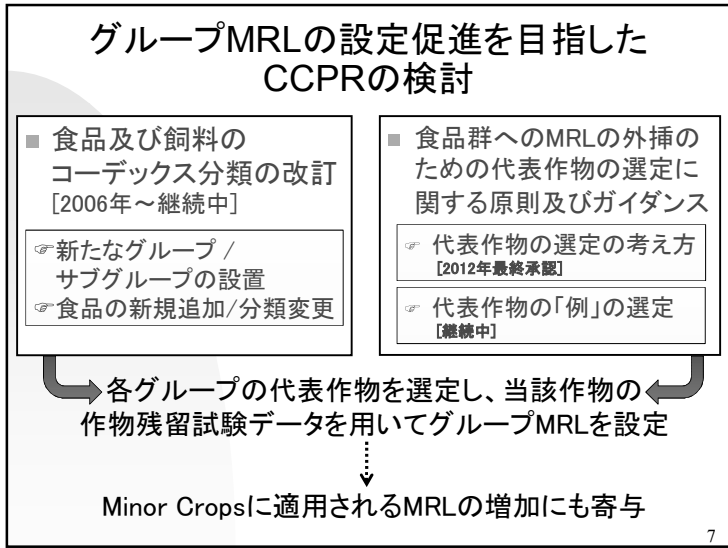 グループMRLの設定促進を目指した
CCPRの検討
■ 食品及び飼料の
コーデックス分類の改訂
[2006年～継続中]
☞新たなグループ /
サブグループの設置
☞食品の新規追加/分類変更
■ 食品群へのMRLの外挿の
ための代表作物の選定に
関する原則及びガイダンス
☞ 代表作物の選定の考え方
[2012年最終承認]
☞ 代表作物の「例」の選定
[継続中]
各グループの代表作物を選定し、当該作物の
作物残留試験データを用いてグループMRLを設定
Minor Cropsに適用されるMRLの増加にも寄与
7